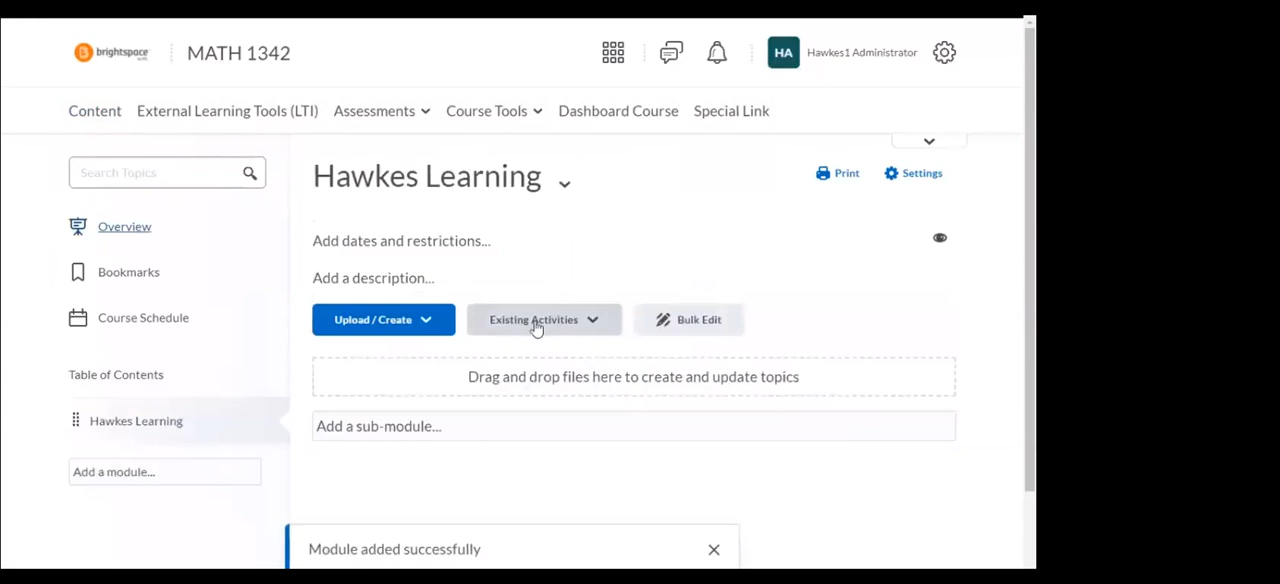 brightspace
MATH 1342
HA
Hawkes1 Administrator
Content
External Learning Tools (LTI)
Assessments
Course Tools
Dashboard Course
Special Link
Search Topics
Overview
Bookmarks
Course Schedule
Table of Contents
Hawkes Learning
Add a module...
Hawkes Learning
Print
Settings
Add dates and restrictions...
Add a description...
Upload / Create
Existing Activities
Bulk Edit
Drag and drop files here to create and update topics
Add a sub-module...
Module added successfully